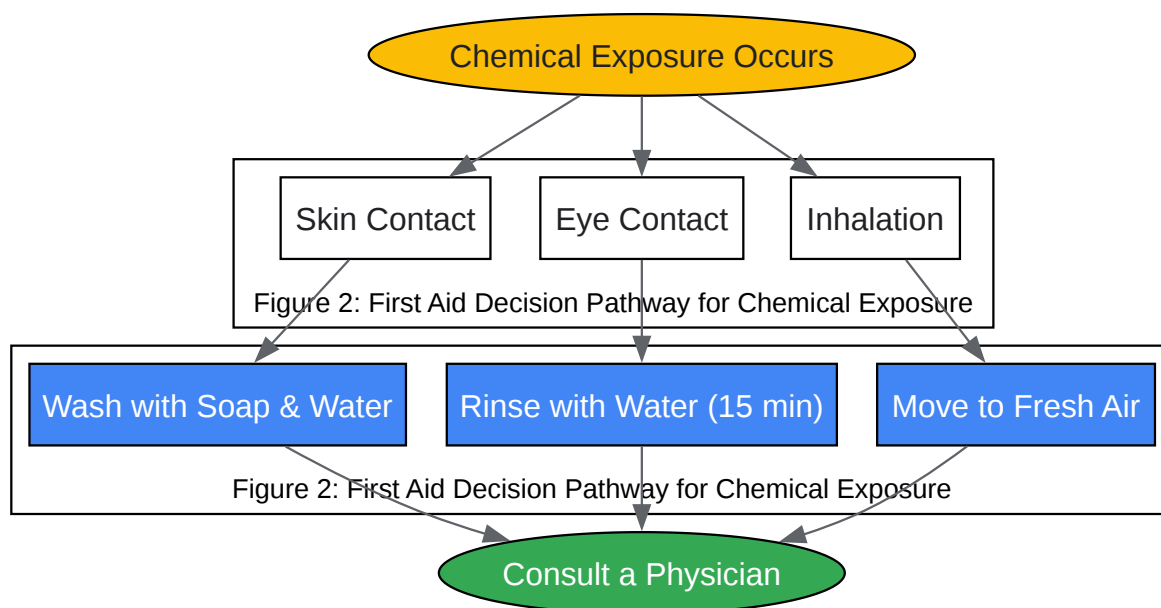 Chemical Exposure Occurs
Skin Contact
Eye Contact
Inhalation
Figure 2: First Aid Decision Pathway for Chemical Exposure
Wash with Soap & Water
Rinse with Water (15 min)
Move to Fresh Air
Figure 2: First Aid Decision Pathway for Chemical Exposure
Consult a Physician